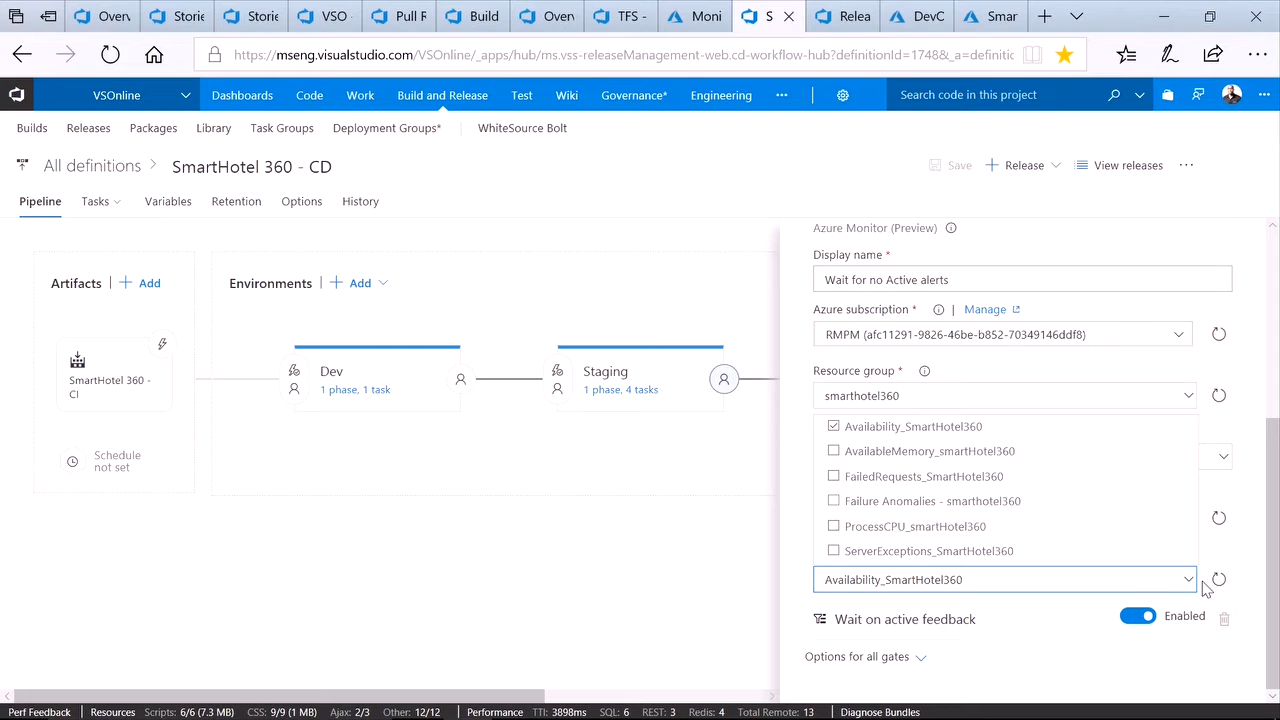 Overv
Storie
Storie
VSO -
Pull R
Build
Overv
TFS -
Moni
S
Relea
DevC
Smar
https://mseng.visualstudio.com/VSOnline/_apps/hub/ms.vss-releaseManagement-web.cd-workflow-hub?definitionId=1748&_a=definitic
VSOnline
Dashboards
Code
Work
Build and Release
Test
Wiki
Governance*
Engineering
Search code in this project
Builds
Releases
Packages
Library
Task Groups
Deployment Groups*
WhiteSource Bolt
All definitions
SmartHotel 360 - CD
Save
Release
View releases
Pipeline
Tasks
Variables
Retention
Options
History
Artifacts | + Add
Environments | + Add
SmartHotel 360 -
CI
Schedule
not set
Dev
1 phase, 1 task
Staging
1 phase, 4 tasks
Azure Monitor (Preview)
Display name *
Wait for no Active alerts
Azure subscription * | Manage
RMPM (afc11291-9826-46be-b852-70349146ddf8)
Resource group *
smarthotel360
Availability_SmartHotel360
AvailableMemory_smartHotel360
FailedRequests_SmartHotel360
Failure Anomalies - smarthotel360
ProcessCPU_smartHotel360
ServerExceptions_SmartHotel360
Availability_SmartHotel360
Wait on active feedback
Enabled
Options for all gates
Perf Feedback | Resources Scripts: 6/6 (7.3 MB) CSS: 9/9 (1 MB) Ajax: 2/3 Other: 12/12 | Performance TTI: 3898ms SQL: 6 REST: 3 Redis: 4 Total Remote: 13 | Diagnose Bundles